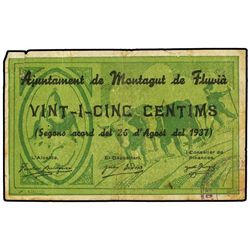 Ajuntament de Montagut de Fluvià
VINT-I-CINC CENTIMS
(Segons acord del 26 d'Agost del 1937)
L'Alcalde, El Dipositari, El Conseller de Finances,